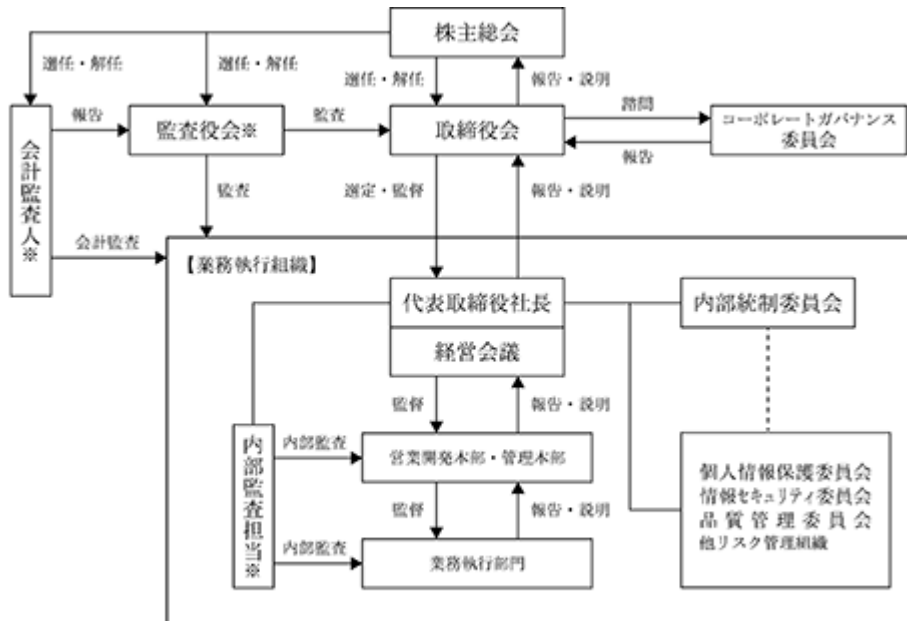 株主総会
選任・解任
選任・解任
選任・解任
報告・説明
会計監査人※
報告
監査役会※
監査
取締役会
諮問
報告
コーポレートガバナンス
委員会
監査
選定・監督
報告・説明
会計監査
【業務執行組織】
代表取締役社長
経営会議
内部統制委員会
監督
報告・説明
内部監査担当※
内部監査
営業開発本部・管理本部
監督
報告・説明
内部監査
業務執行部門
個人情報保護委員会
情報セキュリティ委員会
品質管理委員会
他リスク管理組織